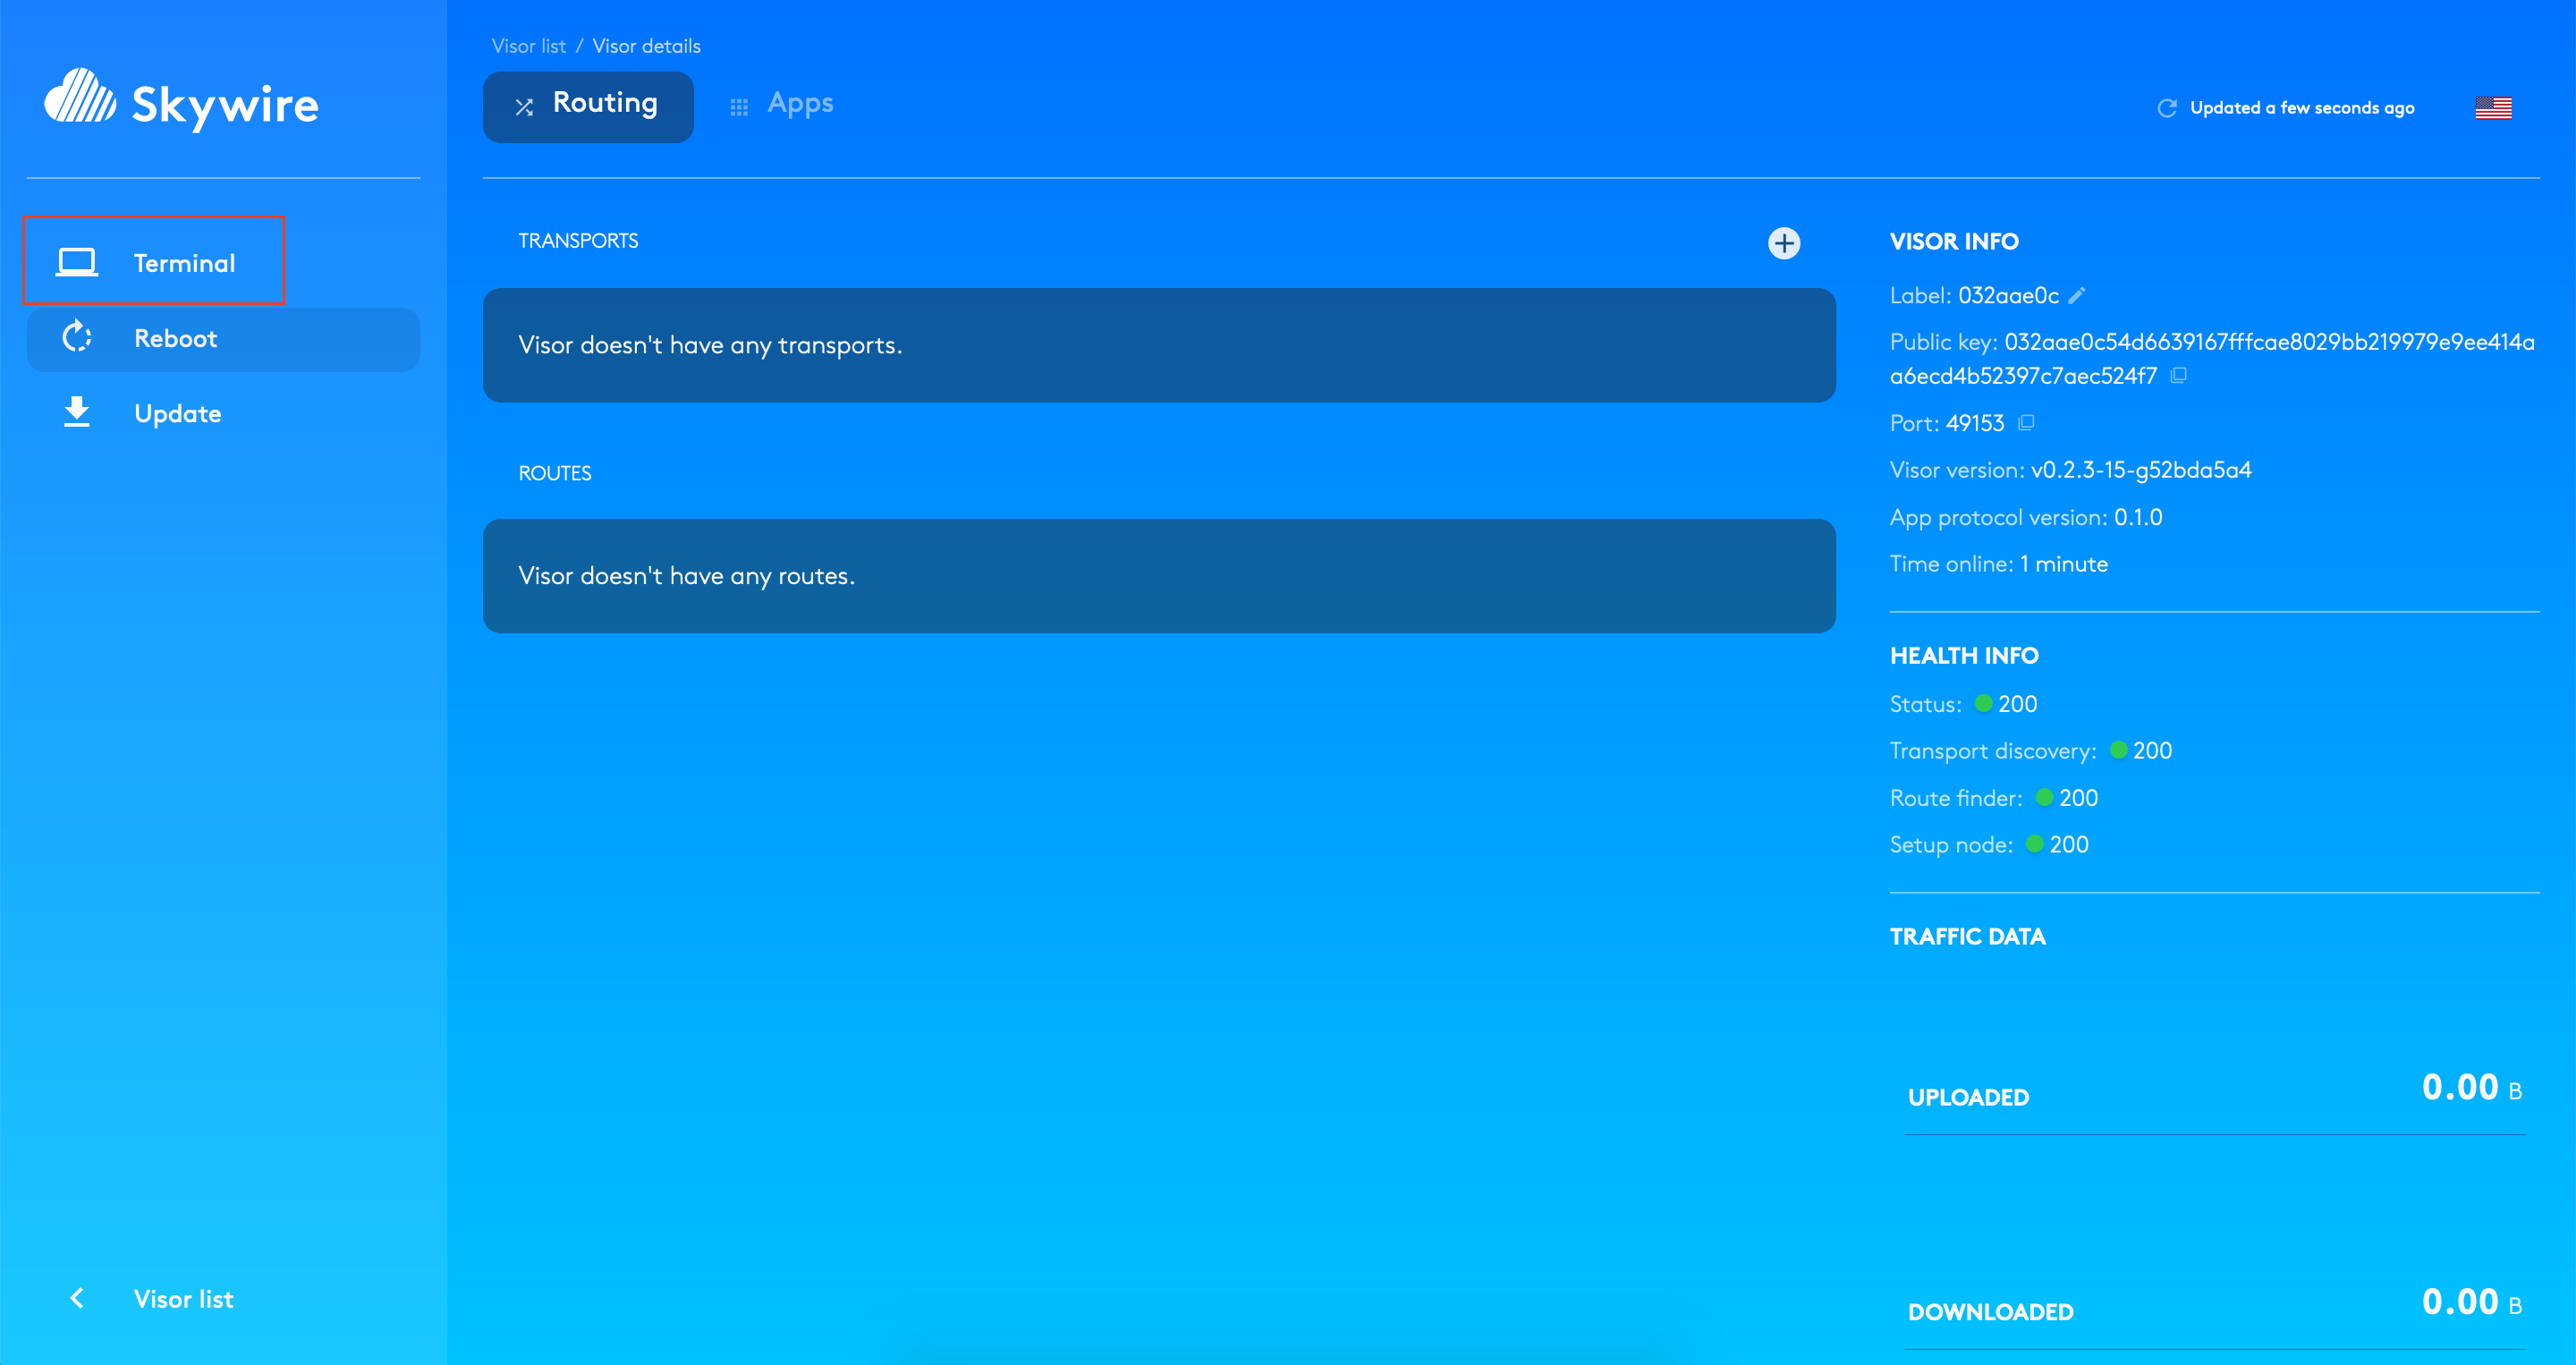 Skywire
Terminal
Reboot
Update
Visor list
Visor list / Visor details
Routing
Apps
Updated a few seconds ago
TRANSPORTS
Visor doesn't have any transports.
ROUTES
Visor doesn't have any routes.
VISOR INFO
Label: 032aae0c
Public key: 032aae0c54d6639167fffcae8029bb219979e9ee414a
a6ecd4b52397c7aec524f7
Port: 49153
Visor version: v0.2.3-15-g52bda5a4
App protocol version: 0.1.0
Time online: 1 minute
HEALTH INFO
Status: 200
Transport discovery: 200
Route finder: 200
Setup node: 200
TRAFFIC DATA
UPLOADED 0.00 B
DOWNLOADED 0.00 B